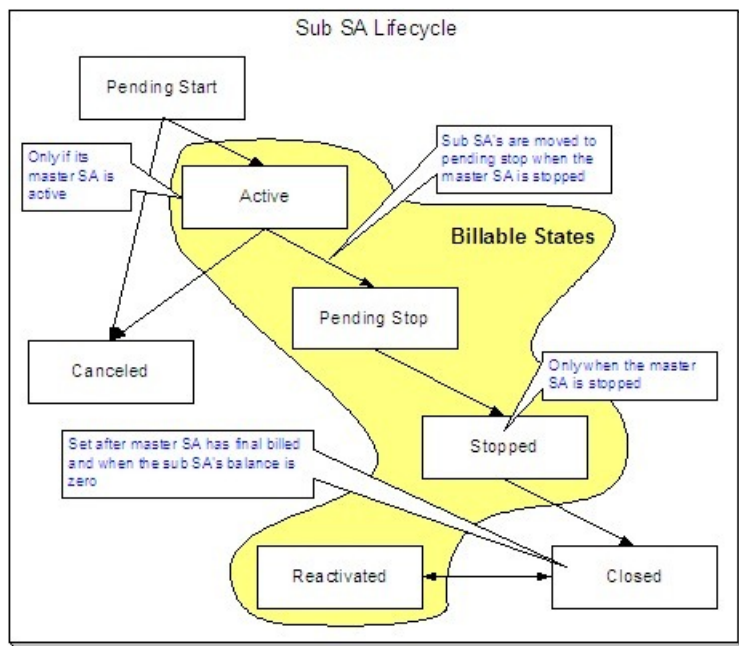 Sub SA Lifecycle
Pending Start
Only if its
master SA is
active
Active
Sub SA's are moved to
pending stop when the
master SA is stopped
Billable States
Pending Stop
Canceled
Only when the master
SA is stopped
Set after master SA has final billed
and when the sub SA's balance is
zero
Stopped
Reactivated
Closed